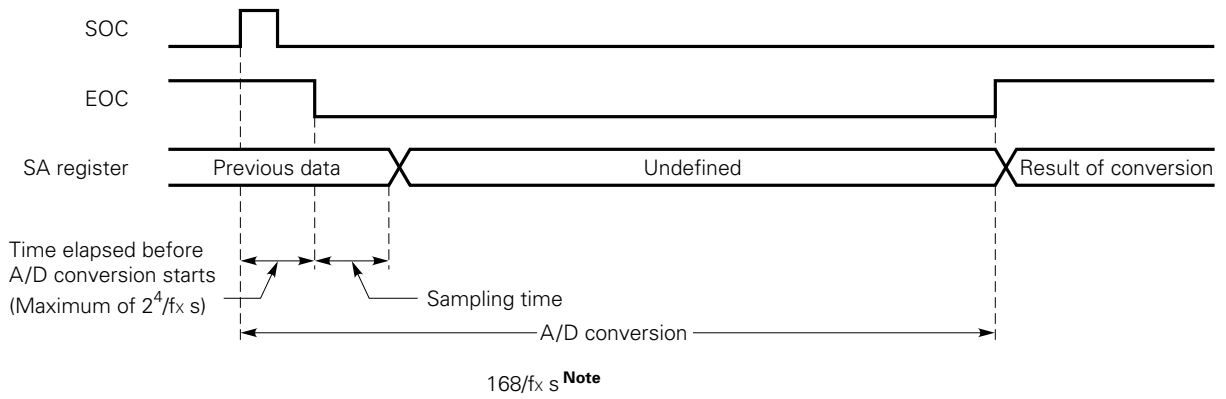 SOC
EOC
SA register
Previous data
Undefined
Result of conversion
Time elapsed before
A/D conversion starts
(Maximum of 2⁴/fx s)
Sampling time
A/D conversion
168/fx s Note